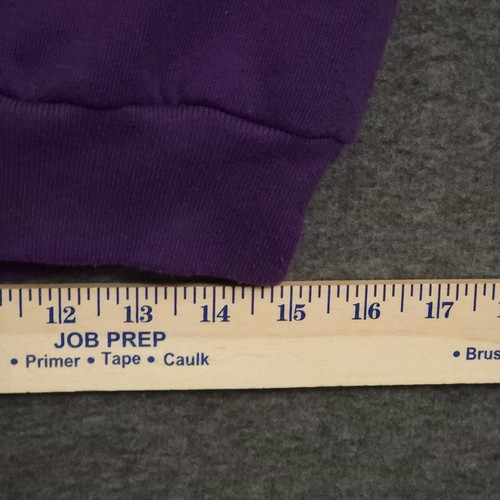 12 13 14 15 16 17
JOB PREP
• Primer • Tape • Caulk
• Brus